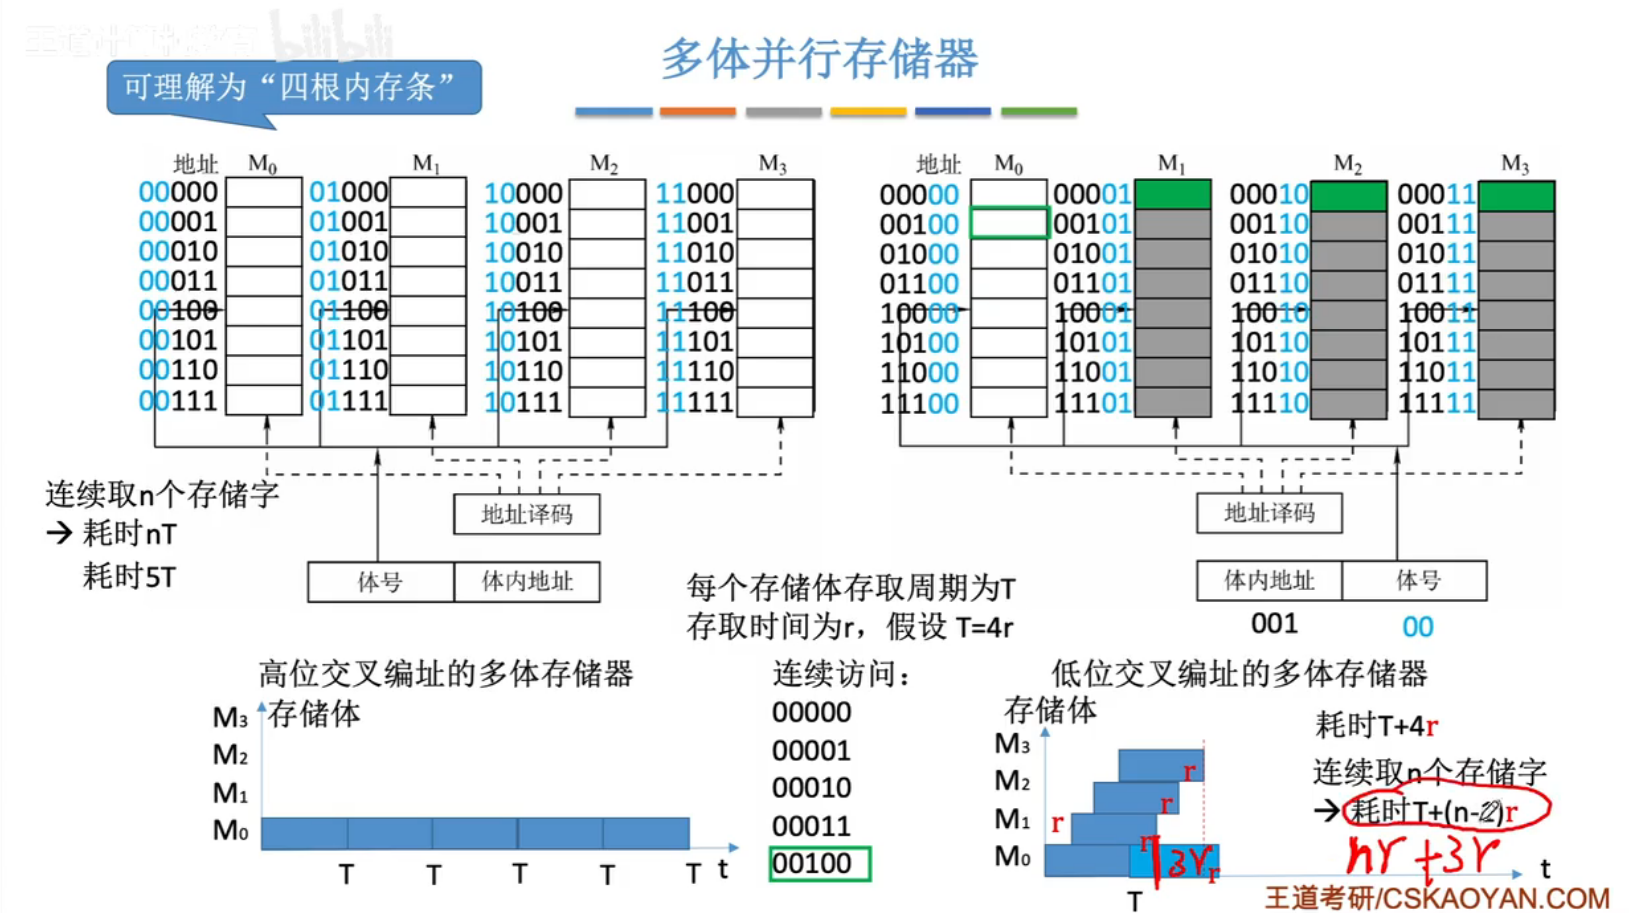 王道计算机教育 bilibili
多体并行存储器
可理解为“四根内存条”
地址 M₀ M₁ M₂ M₃
00000 01000 10000 11000
00001 01001 10001 11001
00010 01010 10010 11010
00011 01011 10011 11011
00100 01100 10100 11100
00101 01101 10101 11101
00110 01110 10110 11110
00111 01111 10111 11111
地址译码
体号 体内地址
连续取n个存储字
→ 耗时nT
耗时5T
地址 M₀ M₁ M₂ M₃
00000 00001 00010 00011
00100 00101 00110 00111
01000 01001 01010 01011
01100 01101 01110 01111
10000 10001 10010 10011
10100 10101 10110 10111
11000 11001 11010 11011
11100 11101 11110 11111
地址译码
体内地址 体号
001 00
每个存储体存取周期为T
存取时间为r，假设 T=4r
高位交叉编址的多体存储器
存储体
M₃
M₂
M₁
M₀
T T T T T t
连续访问：
00000
00001
00010
00011
00100
低位交叉编址的多体存储器
存储体
M₃ r
M₂ r
M₁ r r
M₀ 3r r
T t
耗时T+4r
连续取n个存储字
→ 耗时T+(n-)r
nr+3r
王道考研/CSKAOYAN.COM